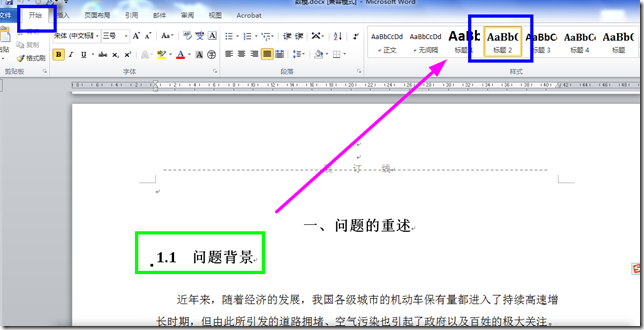 数模.docx [兼容模式] - Microsoft Word
文件 开始 插入 页面布局 引用 邮件 审阅 视图 Acrobat
宋体 (中文标题 三号
AaBbCcDd AaBbCcDd AaBb AaBbC AaBbCc AaBbCc AaBbC
复制
格式刷
正文 无间隔 标题 1 标题 2 标题 3 标题 4 标题
剪贴板 字体 段落 样式
订 线
一、问题的重述
1.1 问题背景
近年来，随着经济的发展，我国各级城市的机动车保有量都进入了持续高速增
长时期，但由此所引发的道路拥堵、空气污染也引起了政府以及百姓的极大关注。